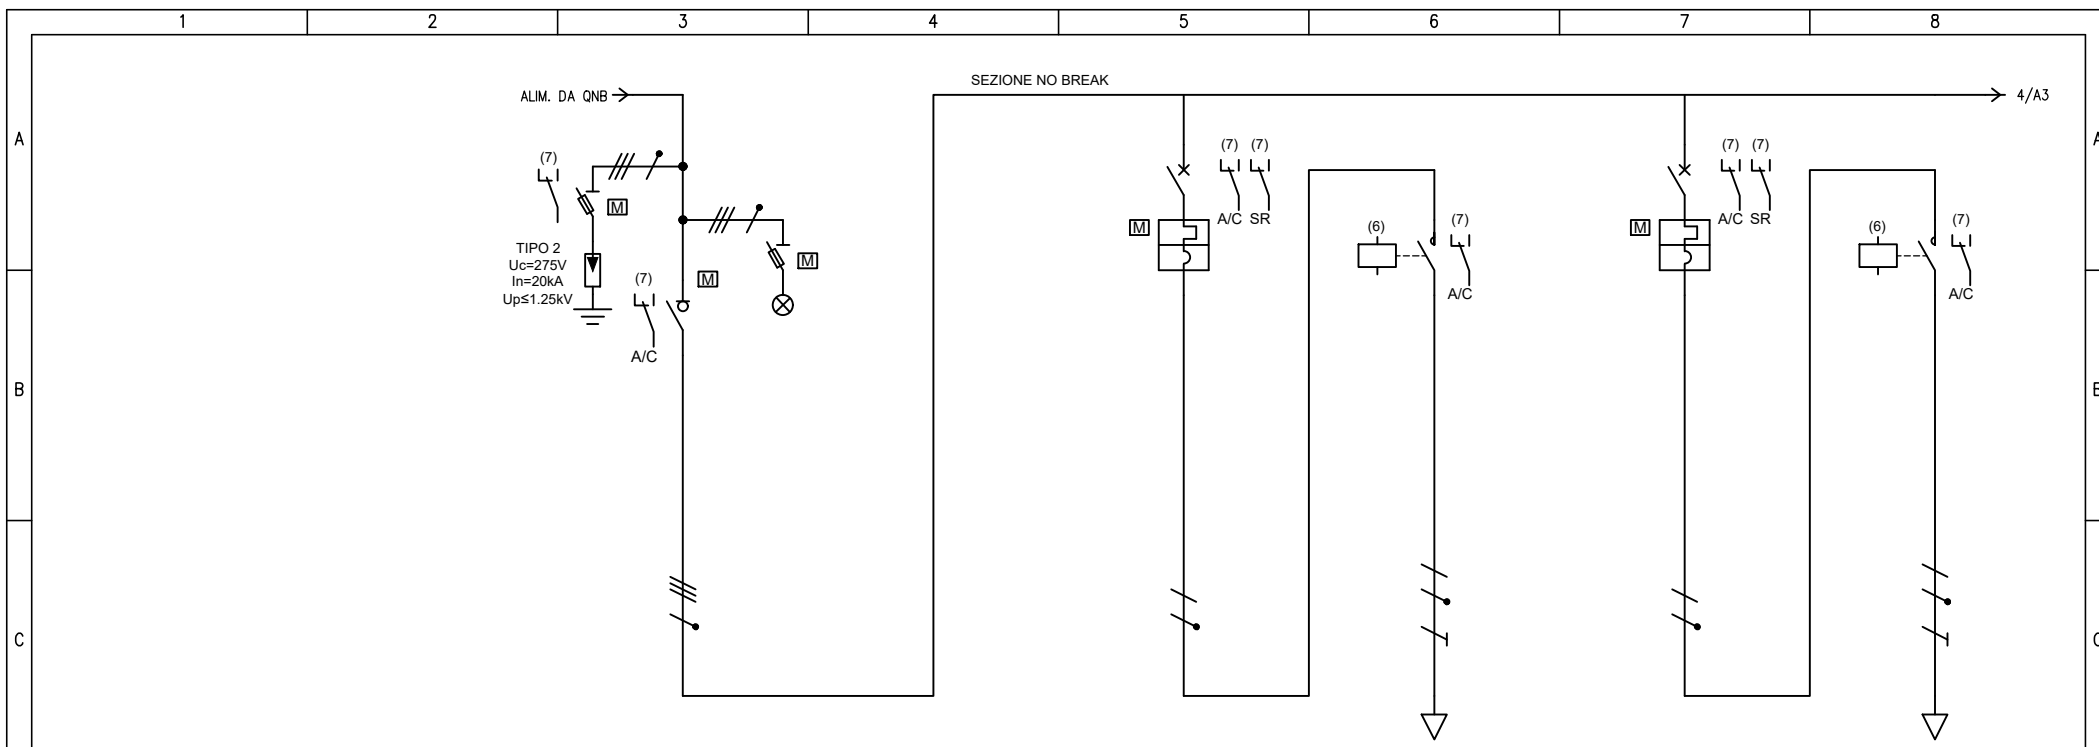 1 2 3 4 5 6 7 8
SEZIONE NO BREAK
ALIM. DA QNB
4/A3
A
A
(7)
(7) (7)
(7) (7)
M
A/C SR
A/C SR
M
(6)
(7)
M
(6)
(7)
TIPO 2
Uc=275V
In=20kA
Up≤1.25kV
M
(7)
M
A/C
A/C
A/C
B
B
C
C